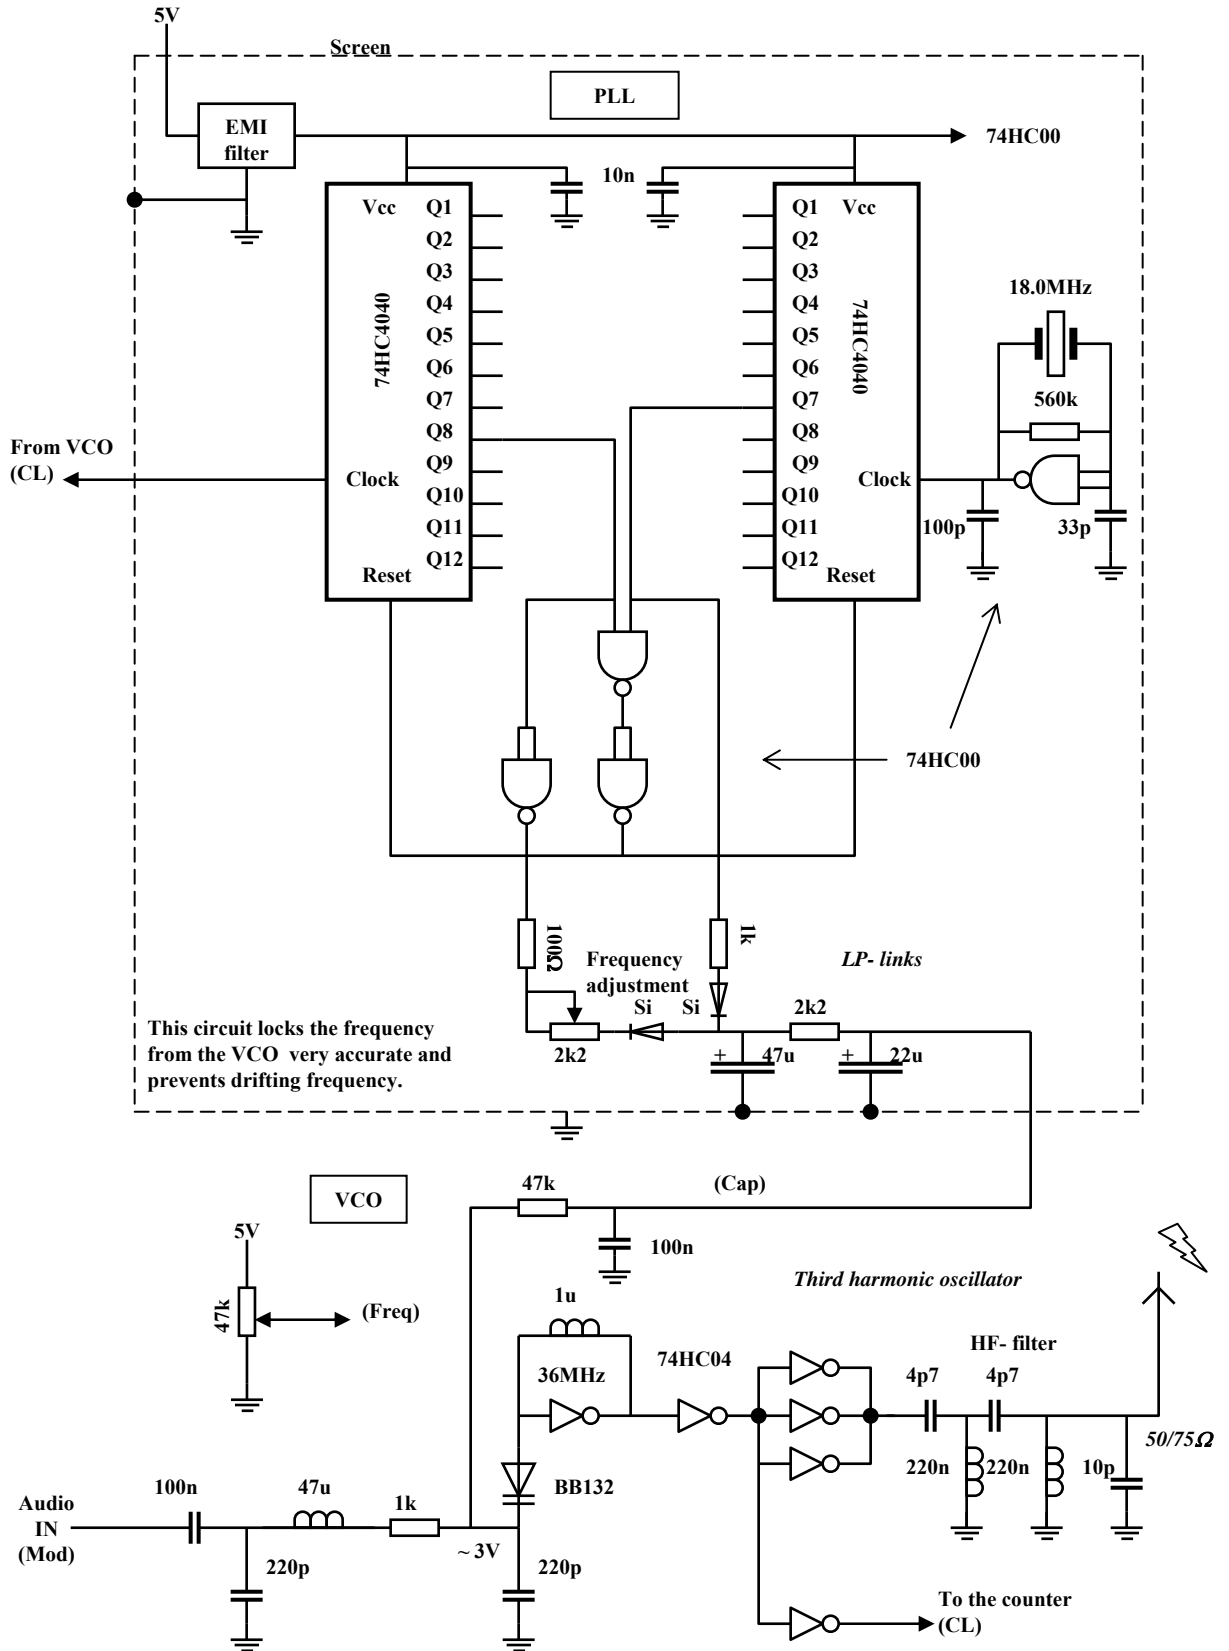 5V
Screen
PLL
EMI
filter
74HC00
10n
Vcc
Q1
Q2
Q3
Q4
Q5
Q6
Q7
Q8
Q9
Q10
Q11
Q12
74HC4040
Clock
Reset
Q1
Q2
Q3
Q4
Q5
Q6
Q7
Q8
Q9
Q10
Q11
Q12
Vcc
74HC4040
Clock
Reset
18.0MHz
560k
100p
33p
From VCO
(CL)
74HC00
100Ω
1k
Frequency
adjustment
Si
Si
LP- links
2k2
2k2
+
47u
+
22u
This circuit locks the frequency
from the VCO very accurate and
prevents drifting frequency.
VCO
47k
(Cap)
100n
5V
47k
(Freq)
Third harmonic oscillator
1u
36MHz
74HC04
HF- filter
4p7
4p7
50/75Ω
220n
220n
10p
BB132
Audio
IN
(Mod)
100n
47u
1k
~ 3V
220p
220p
To the counter
(CL)